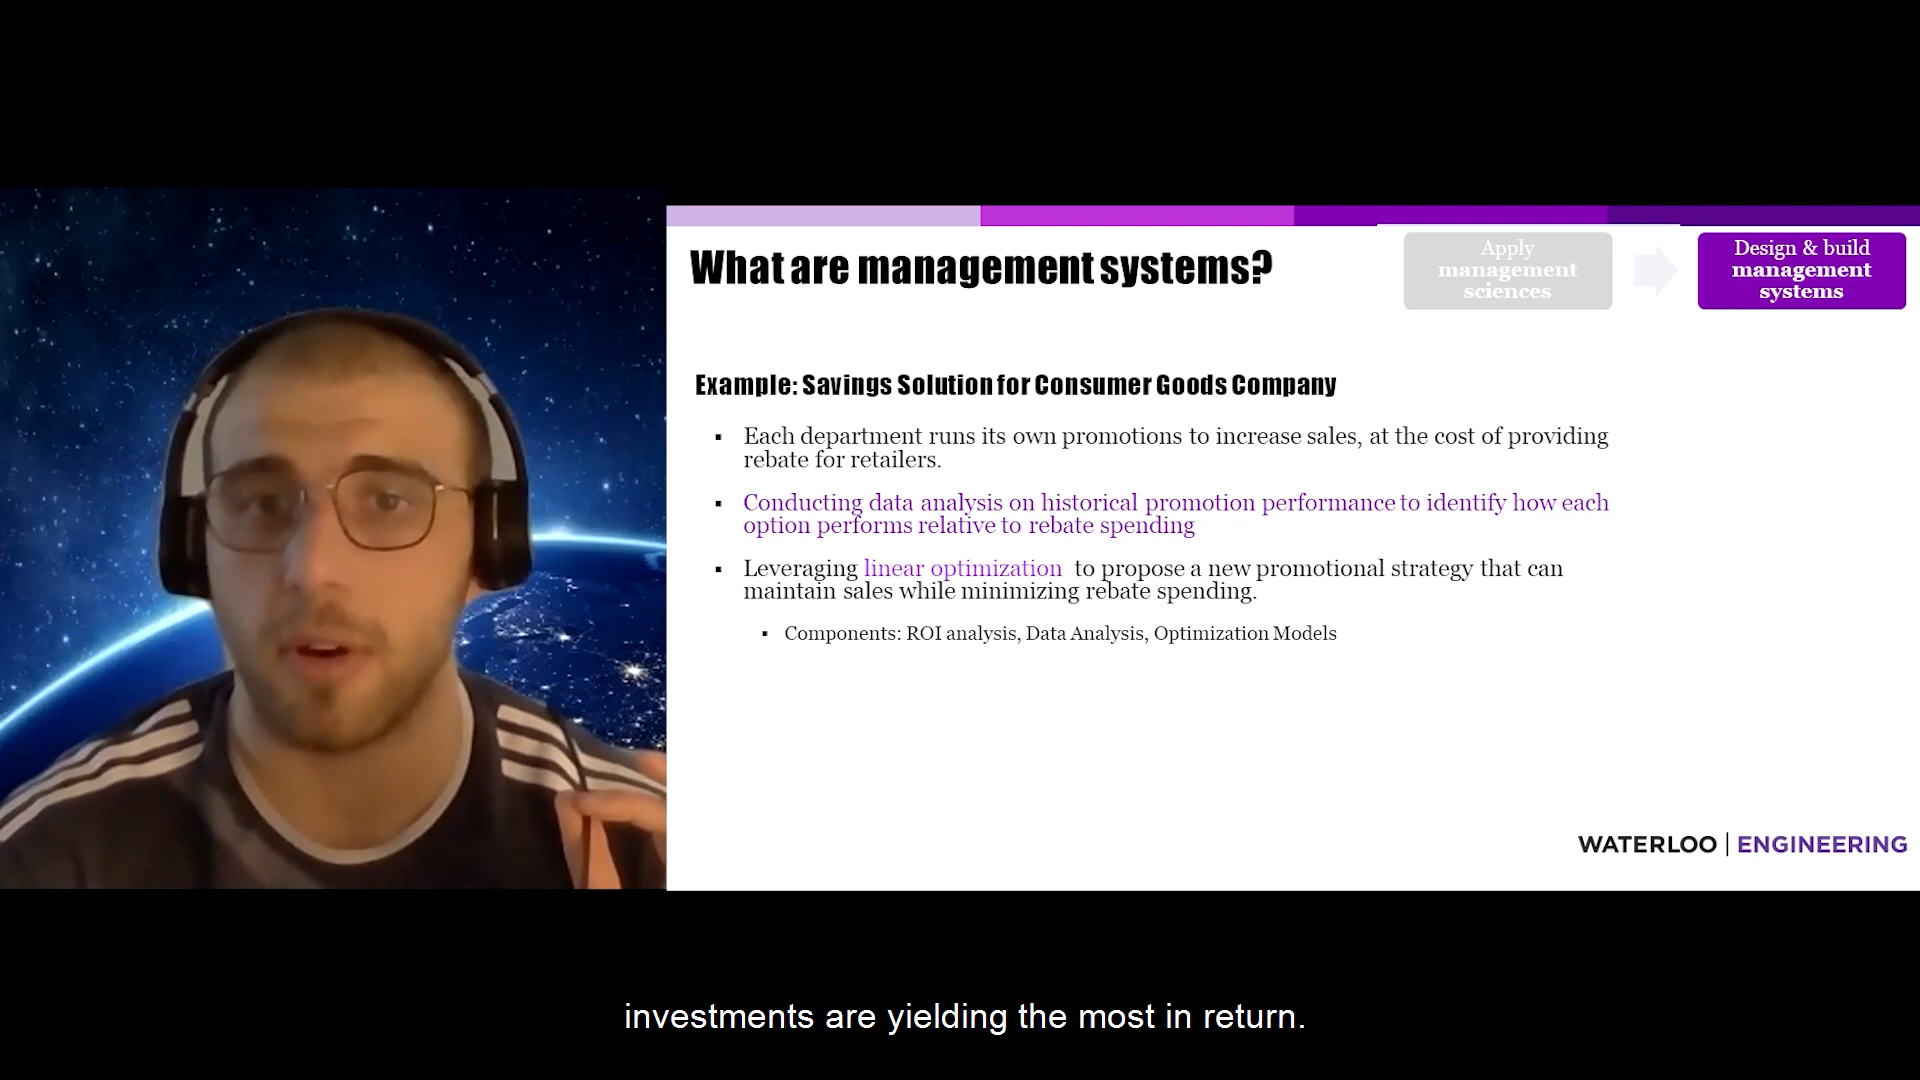 What are management systems?
Apply
management
sciences
Design & build
management
systems
Example: Savings Solution for Consumer Goods Company
▪ Each department runs its own promotions to increase sales, at the cost of providing
rebate for retailers.
▪ Conducting data analysis on historical promotion performance to identify how each
option performs relative to rebate spending
▪ Leveraging linear optimization to propose a new promotional strategy that can
maintain sales while minimizing rebate spending.
▪ Components: ROI analysis, Data Analysis, Optimization Models
WATERLOO | ENGINEERING
investments are yielding the most in return.